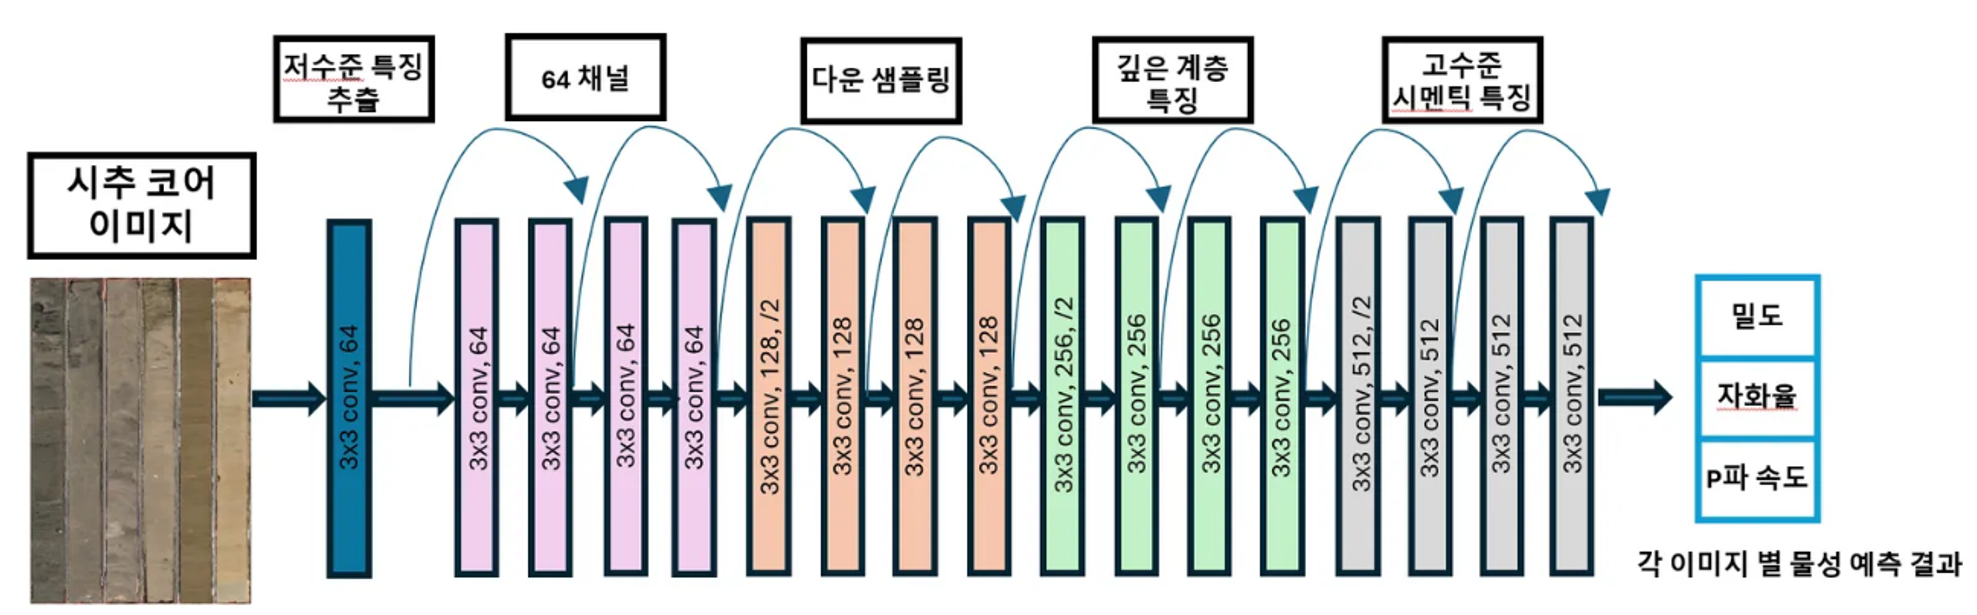 저수준 특징
추출
64 채널
다운 샘플링
깊은 계층
특징
고수준
시멘틱 특징
시추 코어
이미지
3x3 conv, 64
3x3 conv, 64
3x3 conv, 64
3x3 conv, 64
3x3 conv, 64
3x3 conv, 128, /2
3x3 conv, 128
3x3 conv, 128
3x3 conv, 128
3x3 conv, 256, /2
3x3 conv, 256
3x3 conv, 256
3x3 conv, 256
3x3 conv, 512, /2
3x3 conv, 512
3x3 conv, 512
3x3 conv, 512
밀도
자화율
P파 속도
각 이미지 별 물성 예측 결과